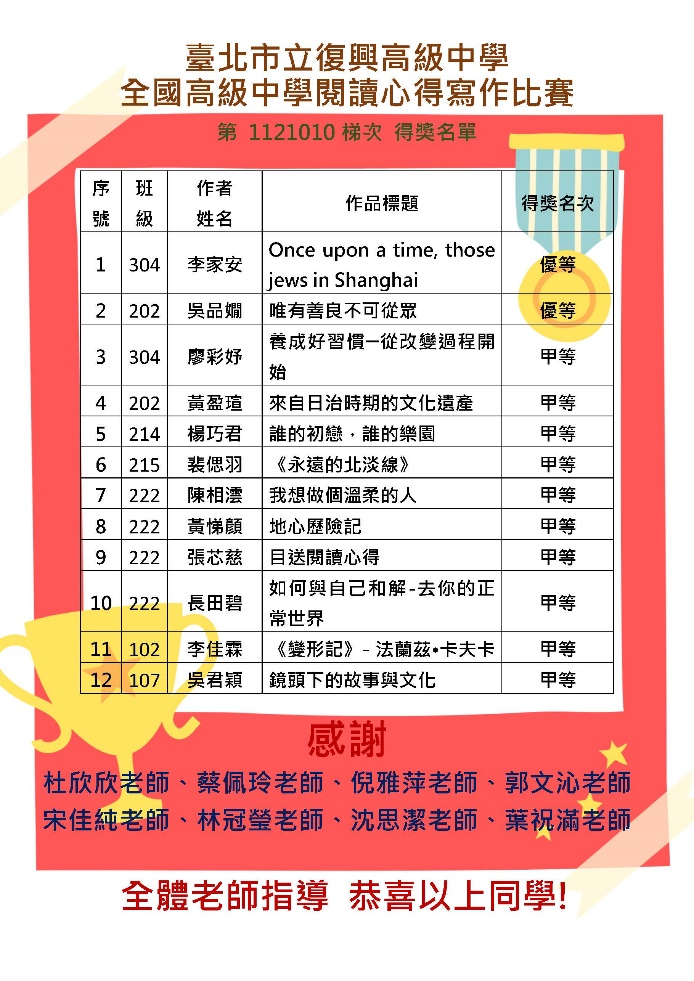 臺北市立復興高級中學
全國高級中學閱讀心得寫作比賽
第 1121010 梯次 得獎名單
序號 班級 作者姓名 作品標題 得獎名次
1 304 李家安 Once upon a time, those jews in Shanghai 優等
2 202 吳品嫺 唯有善良不可從眾 優等
3 304 廖彩妤 養成好習慣─從改變過程開始 甲等
4 202 黃盈瑄 來自日治時期的文化遺產 甲等
5 214 楊巧君 誰的初戀，誰的樂園 甲等
6 215 裴偲羽 《永遠的北淡線》 甲等
7 222 陳相澐 我想做個溫柔的人 甲等
8 222 黃悌顏 地心歷險記 甲等
9 222 張芯慈 目送閱讀心得 甲等
10 222 長田碧 如何與自己和解-去你的正常世界 甲等
11 102 李佳霖 《變形記》- 法蘭茲•卡夫卡 甲等
12 107 吳君穎 鏡頭下的故事與文化 甲等
感謝
杜欣欣老師、蔡佩玲老師、倪雅萍老師、郭文沁老師
宋佳純老師、林冠瑩老師、沈思潔老師、葉祝滿老師
全體老師指導 恭喜以上同學!